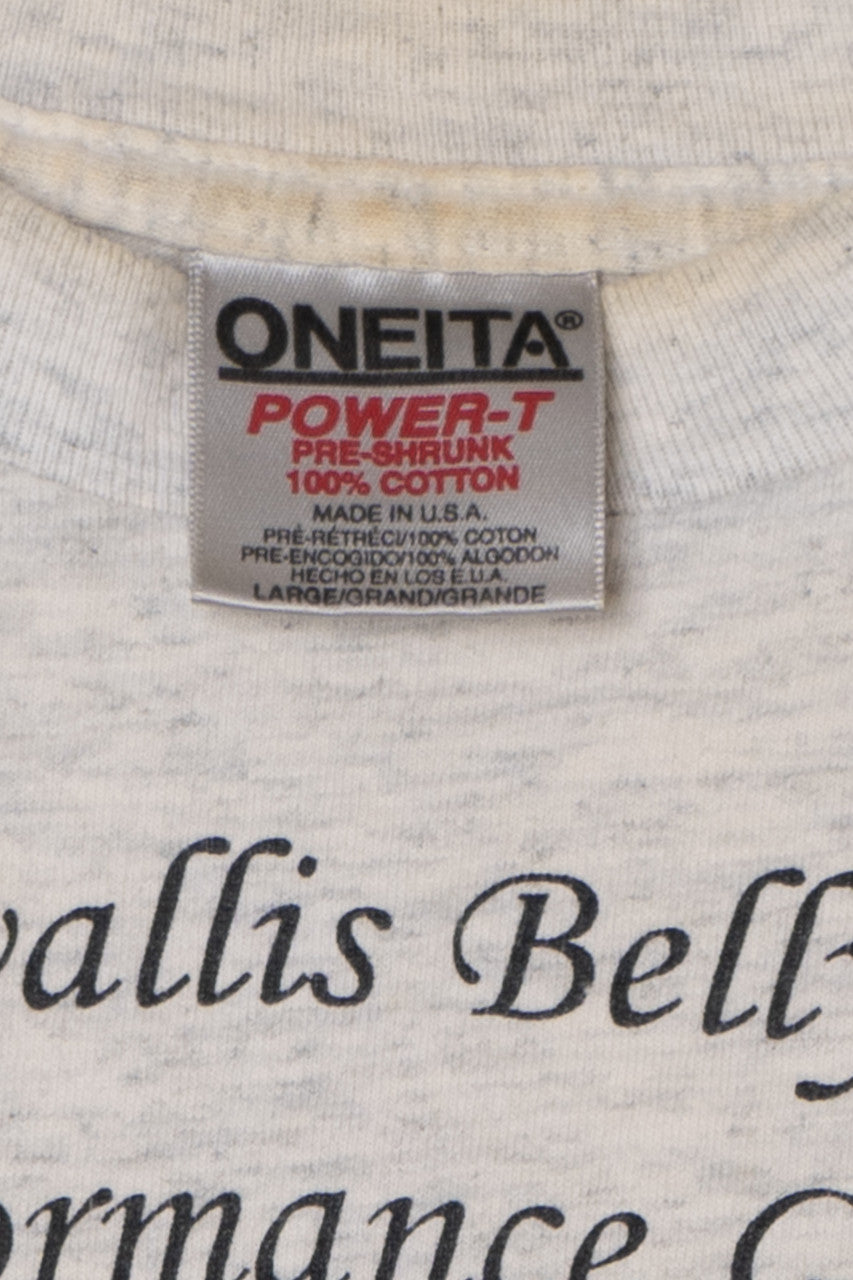 ONEITA®
POWER-T
PRE-SHRUNK
100% COTTON
MADE IN U.S.A.
PRÉ-RÉTRÉCI/100% COTON
PRE-ENCOGIDO/100% ALGODON
HECHO EN LOS E.U.A.
LARGE/GRAND/GRANDE
vallis Belly
ormance C